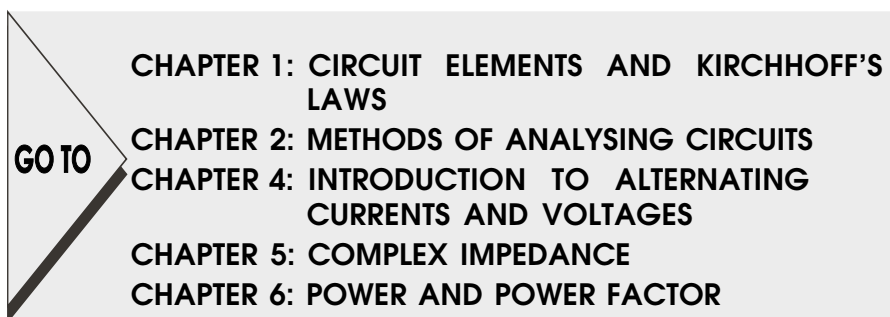 GO TO
CHAPTER 1: CIRCUIT ELEMENTS AND KIRCHHOFF'S
LAWS
CHAPTER 2: METHODS OF ANALYSING CIRCUITS
CHAPTER 4: INTRODUCTION TO ALTERNATING
CURRENTS AND VOLTAGES
CHAPTER 5: COMPLEX IMPEDANCE
CHAPTER 6: POWER AND POWER FACTOR